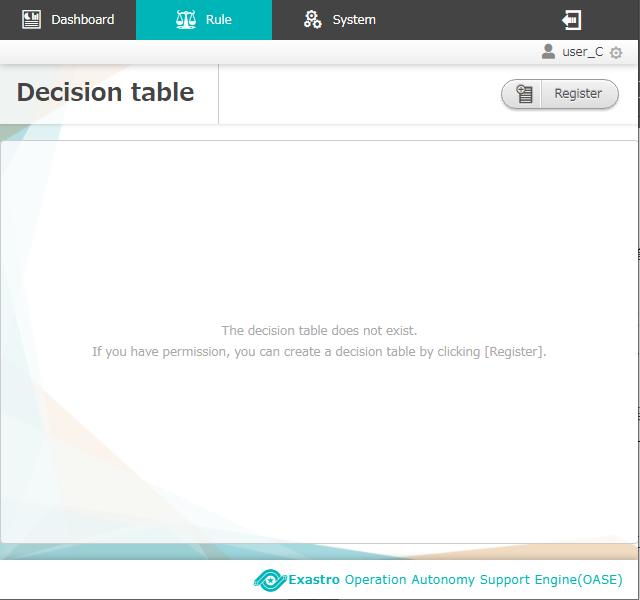 Dashboard
Rule
System
user_C
Decision table
Register
The decision table does not exist.
If you have permission, you can create a decision table by clicking [Register].
Exastro Operation Autonomy Support Engine(OASE)